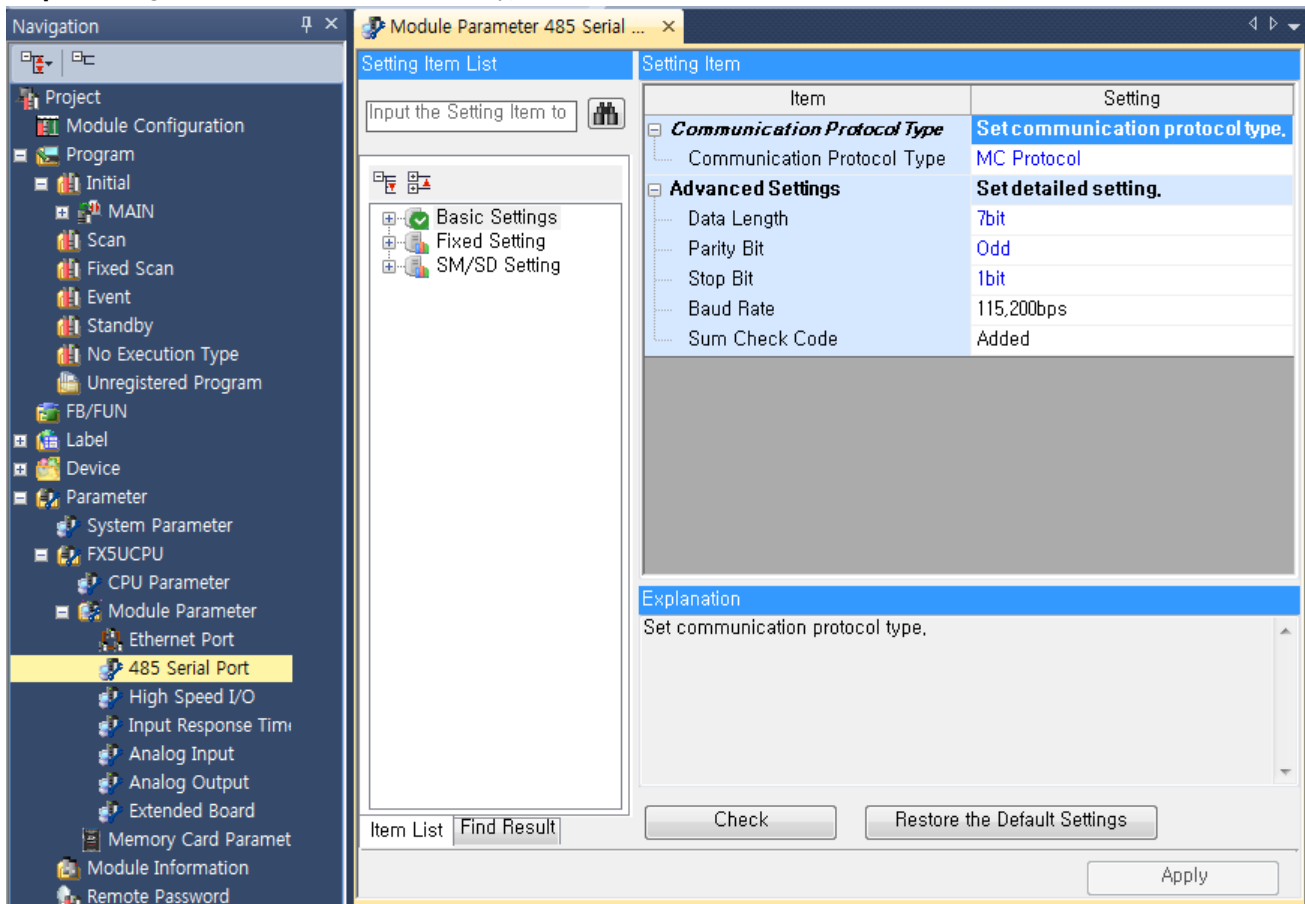 Navigation
Project
Module Configuration
Program
Initial
MAIN
Scan
Fixed Scan
Event
Standby
No Execution Type
Unregistered Program
FB/FUN
Label
Device
Parameter
System Parameter
FX5UCPU
CPU Parameter
Module Parameter
Ethernet Port
485 Serial Port
High Speed I/O
Input Response Tim
Analog Input
Analog Output
Extended Board
Memory Card Paramet
Module Information
Remote Password
Module Parameter 485 Serial ...
Setting Item List
Input the Setting Item to
Basic Settings
Fixed Setting
SM/SD Setting
Item List Find Result
Setting Item
Item Setting
Communication Protocol Type Set communication protocol type.
Communication Protocol Type MC Protocol
Advanced Settings Set detailed setting.
Data Length 7bit
Parity Bit Odd
Stop Bit 1bit
Baud Rate 115,200bps
Sum Check Code Added
Explanation
Set communication protocol type.
Check Restore the Default Settings
Apply